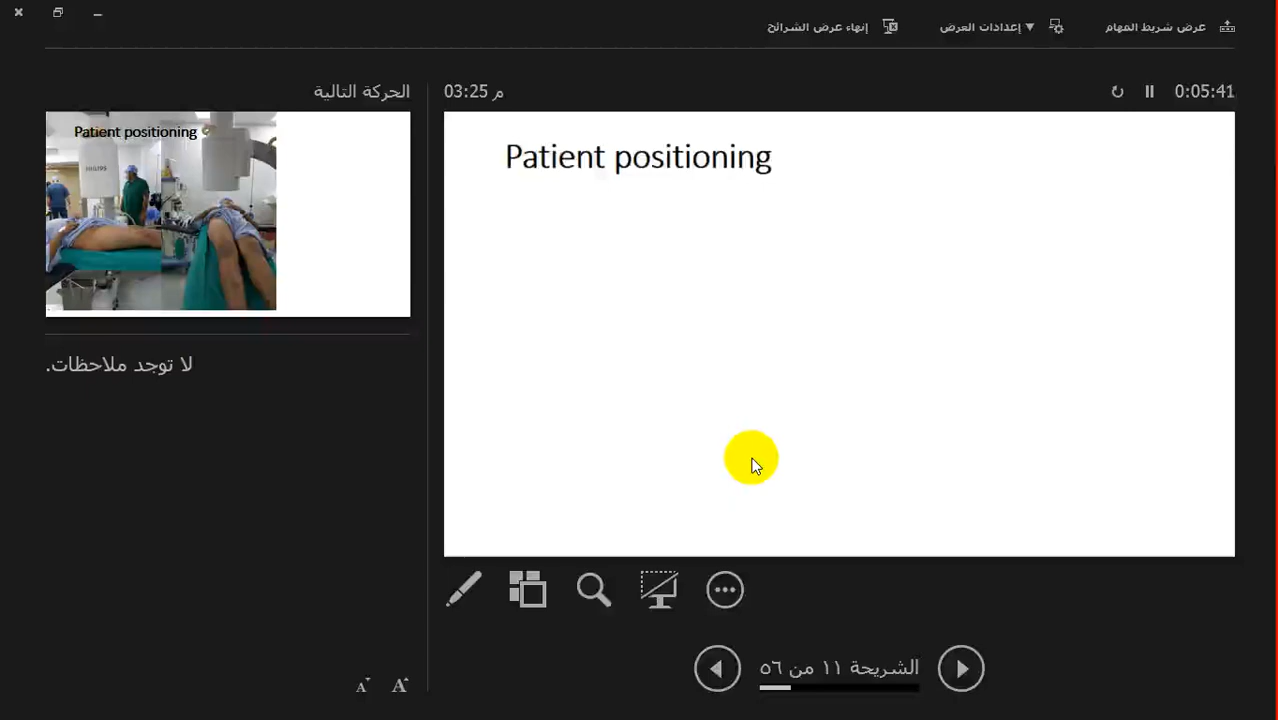 عرض شريط المهام
إعدادات العرض ▼
إنهاء عرض الشرائح
0:05:41
03:25 م
Patient positioning
الحركة التالية
Patient positioning
PHILIPS
لا توجد ملاحظات.
الشريحة ١١ من ٥٦
A A